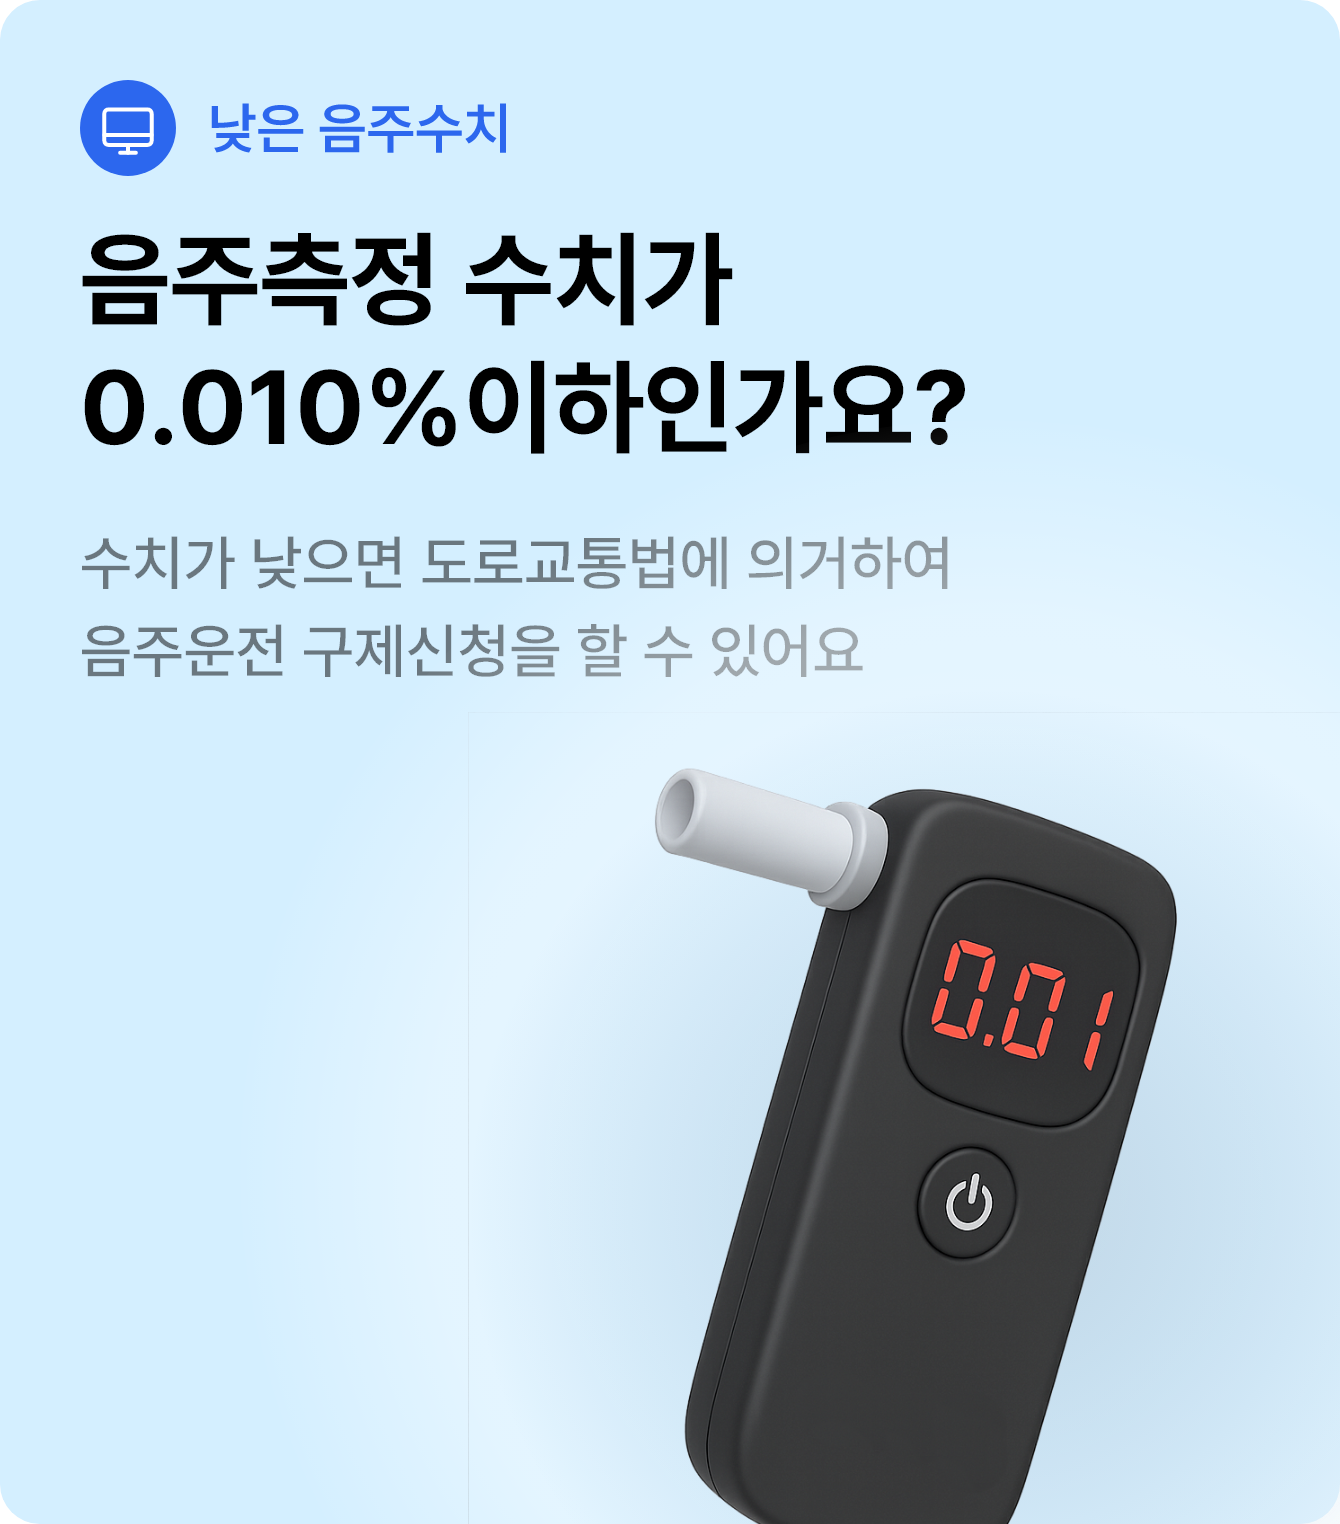 낮은 음주수치
음주측정 수치가
0.010%이하인가요?
수치가 낮으면 도로교통법에 의거하여
음주운전 구제신청을 할 수 있어요
0.01